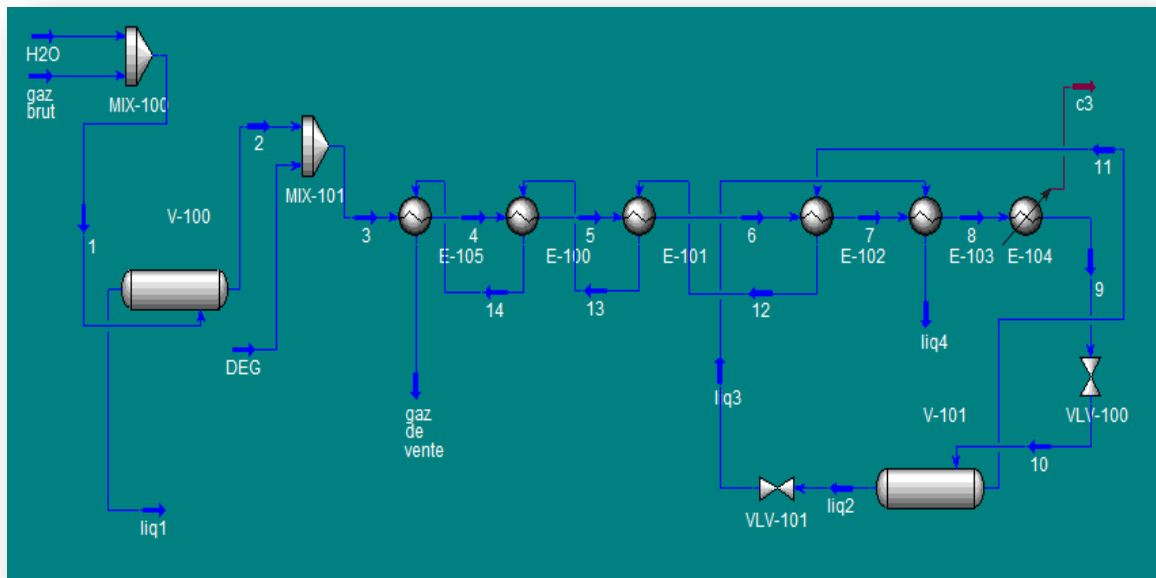 H2O
gaz
brut
MIX-100
c3
2
11
MIX-101
V-100
3
4
5
6
7
8
1
E-105
E-100
E-101
E-102
E-103
E-104
9
14
13
12
DEG
liq4
liq3
gaz
de
vente
V-101
VLV-100
10
liq1
VLV-101
liq2